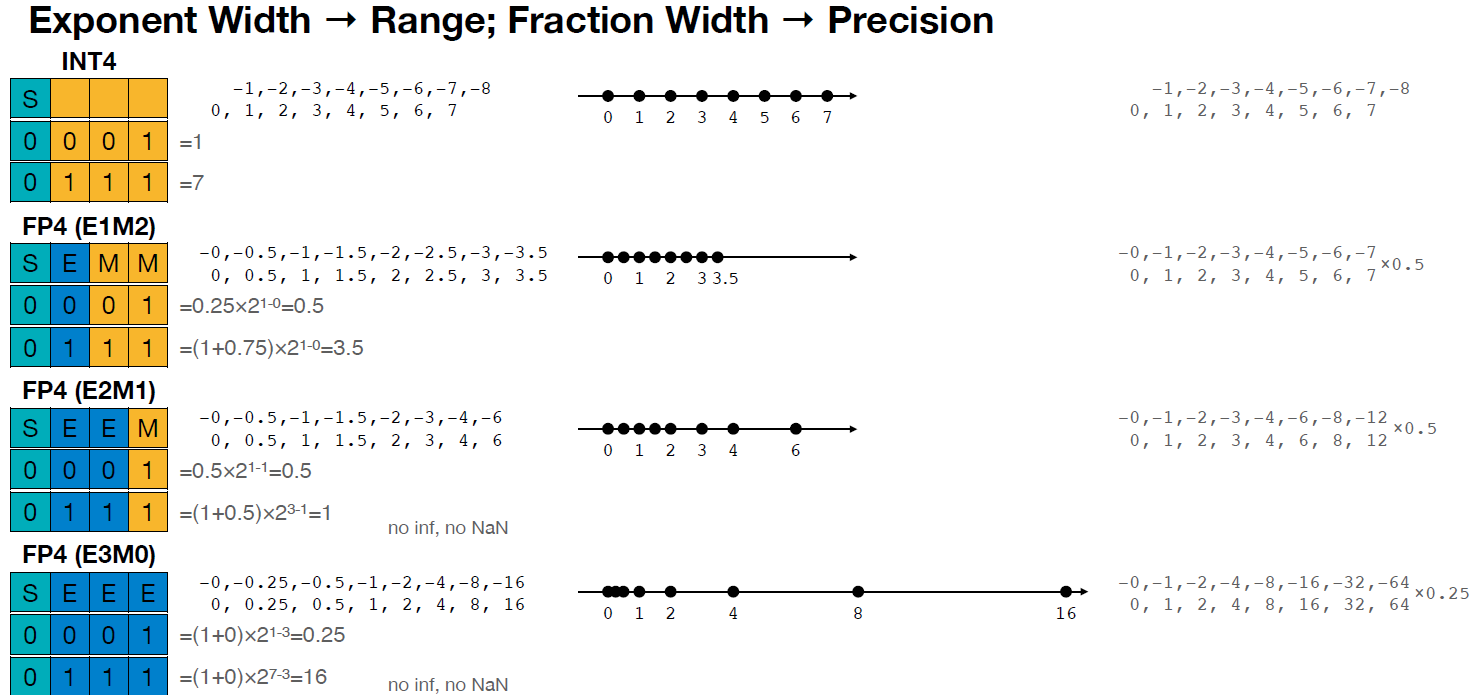 Exponent Width → Range; Fraction Width → Precision
INT4
S
-1,-2,-3,-4,-5,-6,-7,-8
0, 1, 2, 3, 4, 5, 6, 7
0 1 2 3 4 5 6 7
-1,-2,-3,-4,-5,-6,-7,-8
0, 1, 2, 3, 4, 5, 6, 7
0 0 0 1 =1
0 1 1 1 =7
FP4 (E1M2)
S E M M
-0,-0.5,-1,-1.5,-2,-2.5,-3,-3.5
0, 0.5, 1, 1.5, 2, 2.5, 3, 3.5
0 1 2 3 3.5
-0,-1,-2,-3,-4,-5,-6,-7
0, 1, 2, 3, 4, 5, 6, 7
×0.5
0 0 0 1 =0.25×2¹⁻⁰=0.5
0 1 1 1 =(1+0.75)×2¹⁻⁰=3.5
FP4 (E2M1)
S E E M
-0,-0.5,-1,-1.5,-2,-3,-4,-6
0, 0.5, 1, 1.5, 2, 3, 4, 6
0 1 2 3 4 6
-0,-1,-2,-3,-4,-6,-8,-12
0, 1, 2, 3, 4, 6, 8, 12
×0.5
0 0 0 1 =0.5×2¹⁻¹=0.5
0 1 1 1 =(1+0.5)×2³⁻¹=1
no inf, no NaN
FP4 (E3M0)
S E E E
-0,-0.25,-0.5,-1,-2,-4,-8,-16
0, 0.25, 0.5, 1, 2, 4, 8, 16
0 1 2 4 8 16
-0,-1,-2,-4,-8,-16,-32,-64
0, 1, 2, 4, 8, 16, 32, 64
×0.25
0 0 0 1 =(1+0)×2¹⁻³=0.25
0 1 1 1 =(1+0)×2⁷⁻³=16
no inf, no NaN